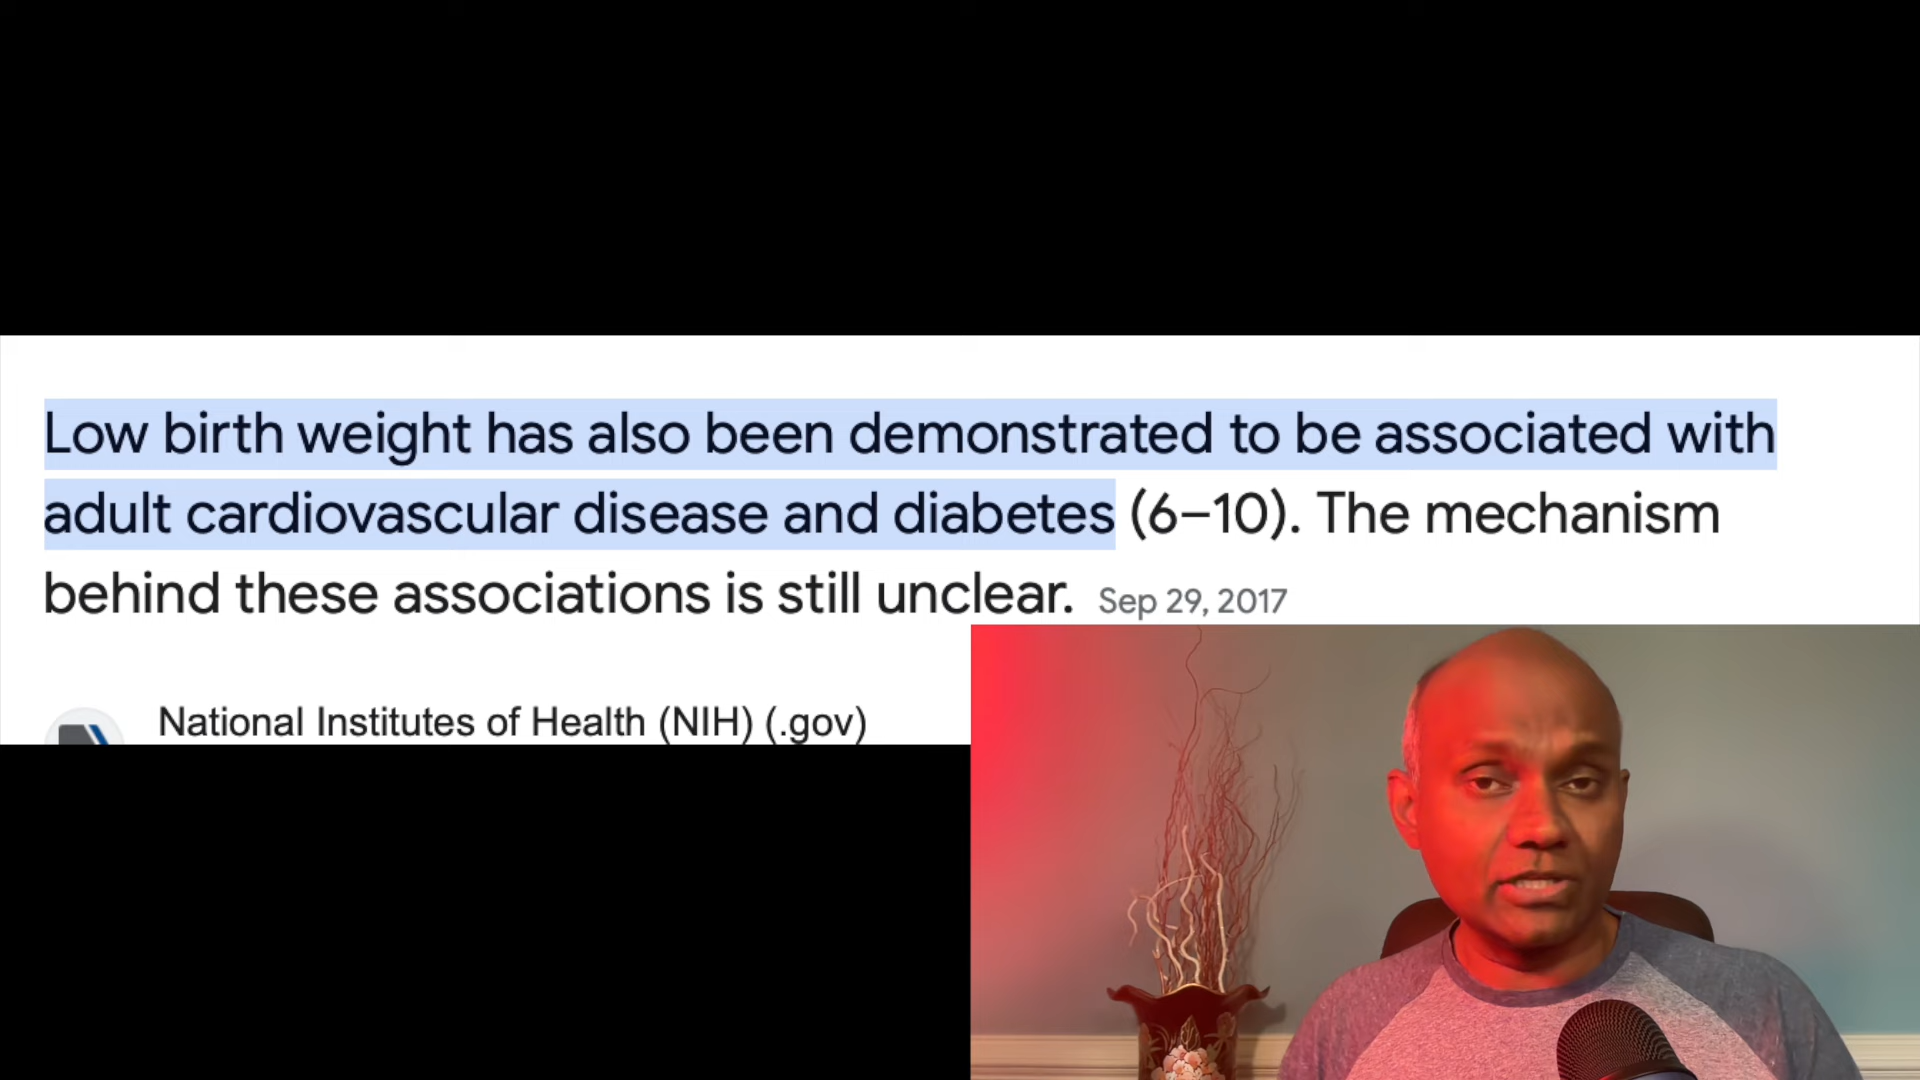 Low birth weight has also been demonstrated to be associated with
adult cardiovascular disease and diabetes (6–10). The mechanism
behind these associations is still unclear. Sep 29, 2017
National Institutes of Health (NIH) (.gov)